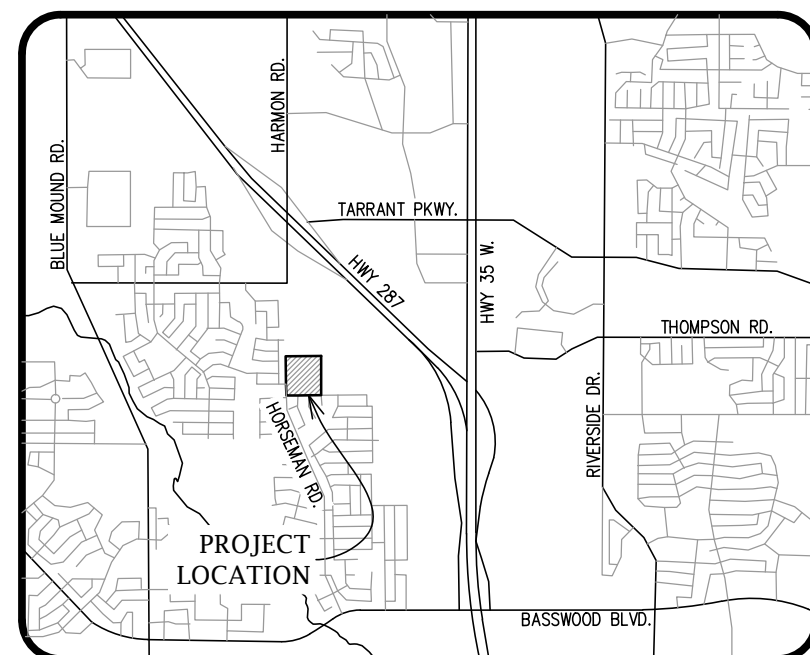 HARMON RD.
BLUE MOUND RD.
TARRANT PKWY.
HWY 287
HWY 35 W.
THOMPSON RD.
RIVERSIDE DR.
HORSEMAN RD.
PROJECT
LOCATION
BASSWOOD BLVD.